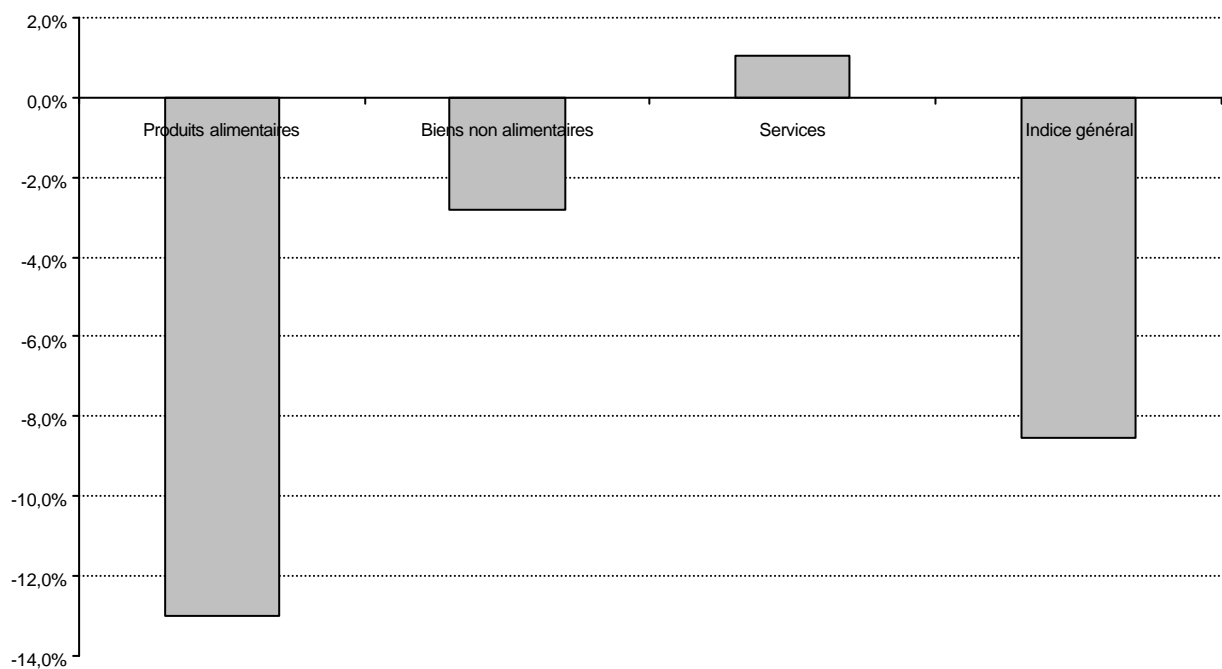 2,0%
0,0%
Produits alimentaires
Biens non alimentaires
Services
Indice général
-2,0%
-4,0%
-6,0%
-8,0%
-10,0%
-12,0%
-14,0%